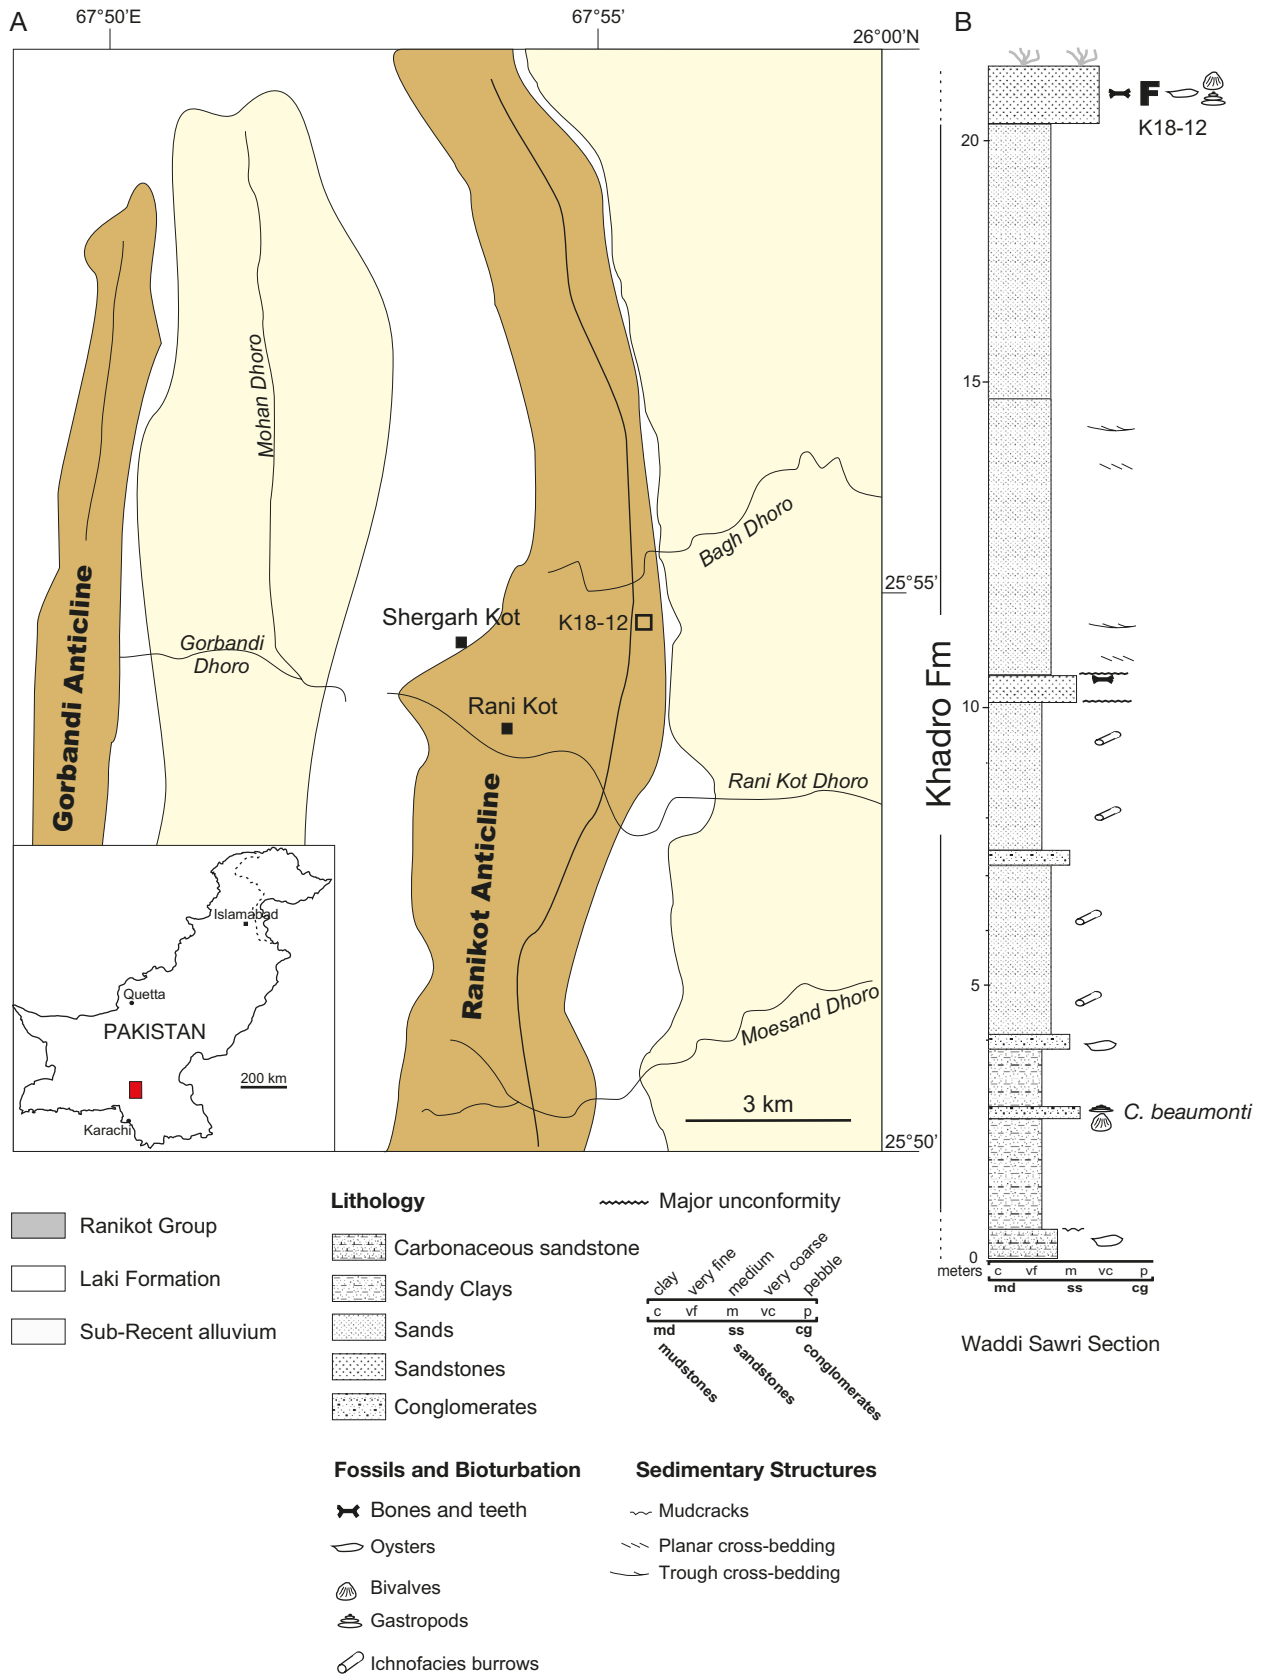 A
67°50’E
67°55’
26°00’N
B
K18-12
20
15
10
5
0
Mohan Dhoro
Bagh Dhoro
25°55’
Shergarh Kot
K18-12
Gorbandi
Dhoro
Gorbandi Anticline
Rani Kot
Rani Kot Dhoro
Ranikot Anticline
Khadro Fm
Islamabad
Quetta
PAKISTAN
200 km
Karachi
Moesand Dhoro
3 km
25°50’
C. beaumonti
meters
c vf m vc p
md ss cg
Waddi Sawri Section
Ranikot Group
Laki Formation
Sub-Recent alluvium
Lithology
Carbonaceous sandstone
Sandy Clays
Sands
Sandstones
Conglomerates
Major unconformity
clay
very fine
medium
very coarse
pebble
c vf m vc p
md ss cg
mudstones
sandstones
conglomerates
Fossils and Bioturbation
Bones and teeth
Oysters
Bivalves
Gastropods
Ichnofacies burrows
Sedimentary Structures
Mudcracks
Planar cross-bedding
Trough cross-bedding
F